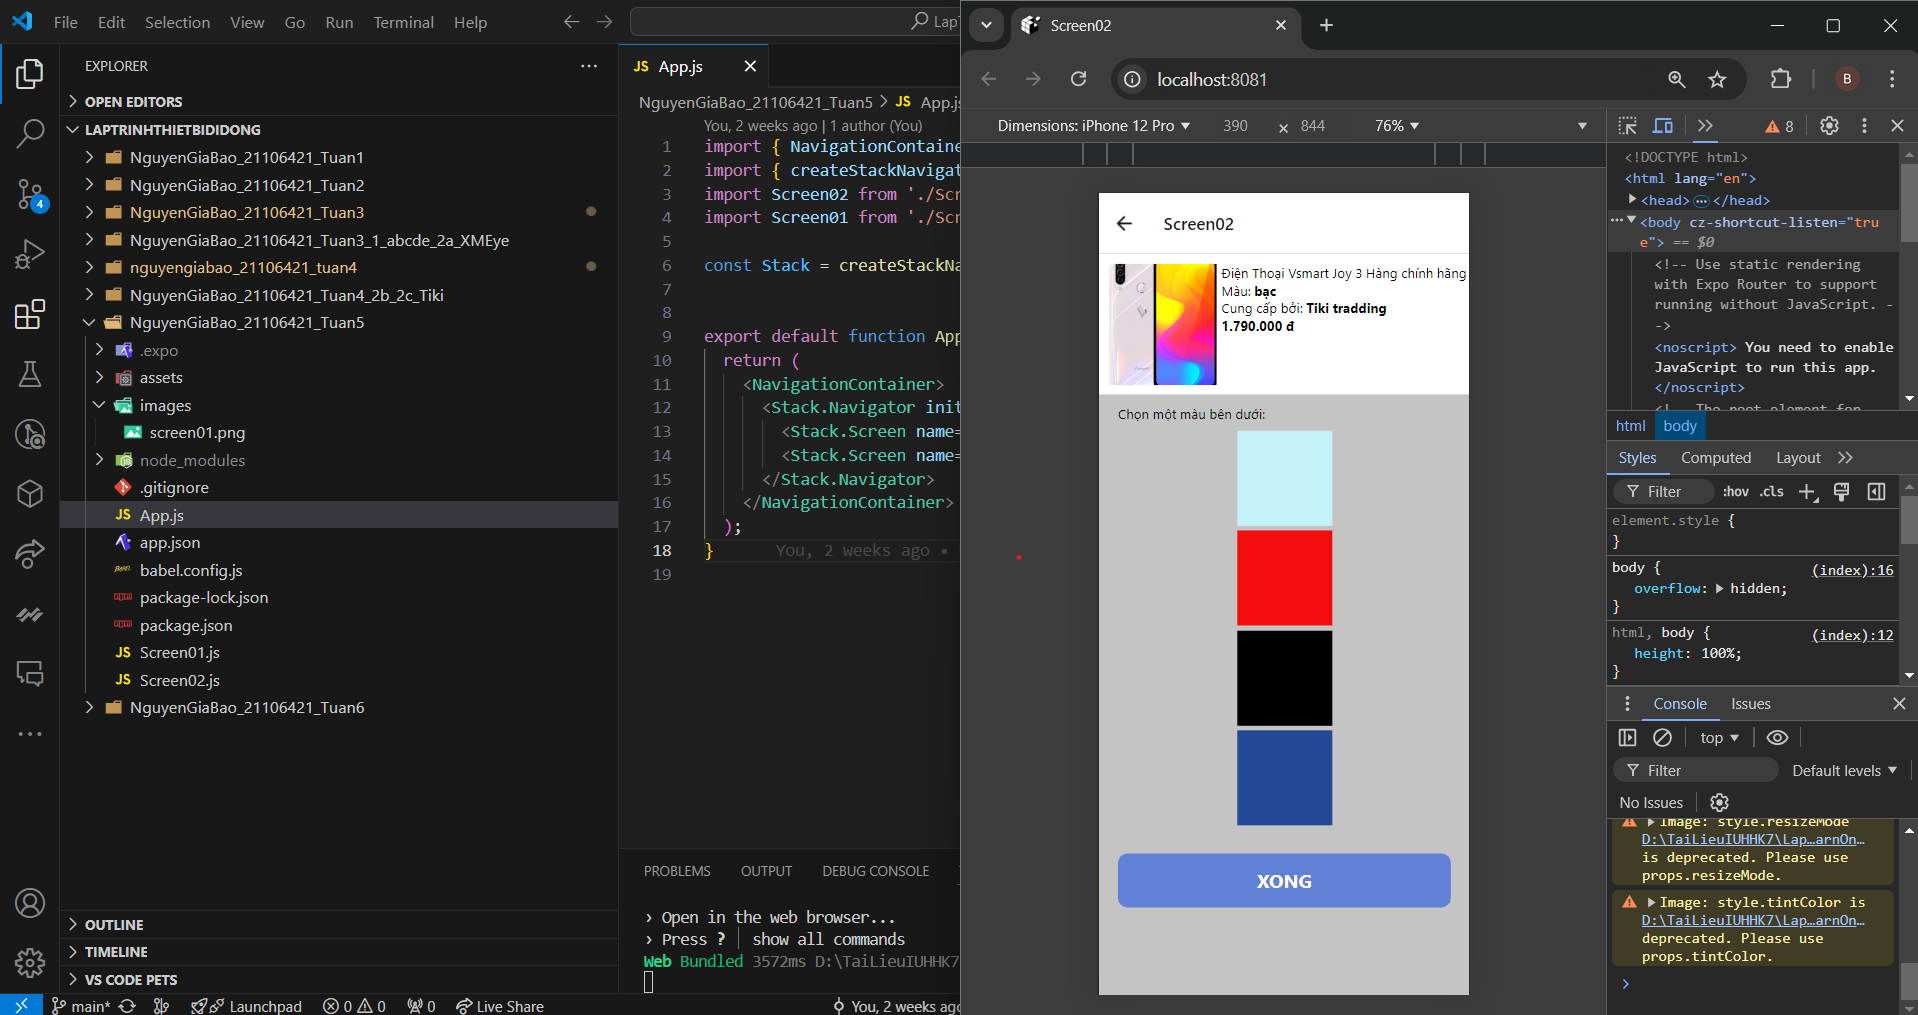 File Edit Selection View Go Run Terminal Help
EXPLORER
OPEN EDITORS
LAPTRINHTHIETBIDIDONG
NguyenGiaBao_21106421_Tuan1
NguyenGiaBao_21106421_Tuan2
NguyenGiaBao_21106421_Tuan3
NguyenGiaBao_21106421_Tuan3_1_abcde_2a_XMEye
nguyengiabao_21106421_tuan4
NguyenGiaBao_21106421_Tuan4_2b_2c_Tiki
NguyenGiaBao_21106421_Tuan5
.expo
assets
images
screen01.png
node_modules
.gitignore
JS App.js
app.json
BABEL babel.config.js
package-lock.json
package.json
JS Screen01.js
JS Screen02.js
NguyenGiaBao_21106421_Tuan6
OUTLINE
TIMELINE
VS CODE PETS
4
main* Launchpad 0 0 0 Live Share
JS App.js
NguyenGiaBao_21106421_Tuan5 > JS App.js
You, 2 weeks ago | 1 author (You)
1 import { NavigationContaine
2 import { createStackNavigat
3 import Screen02 from './Scr
4 import Screen01 from './Scr
5
6 const Stack = createStackNa
7
8
9 export default function App
10 return (
11 <NavigationContainer>
12 <Stack.Navigator init
13 <Stack.Screen name=
14 <Stack.Screen name=
15 </Stack.Navigator>
16 </NavigationContainer>
17 );
18 } You, 2 weeks ago •
19
PROBLEMS OUTPUT DEBUG CONSOLE
› Open in the web browser...
› Press ? │ show all commands
Web Bundled 3572ms D:\TaiLieuIUHHK7
You, 2 weeks ago
Screen02
localhost:8081
B
Dimensions: iPhone 12 Pro 390 × 844 76%
Screen02
Điện Thoại Vsmart Joy 3 Hàng chính hãng
Màu: bạc
Cung cấp bởi: Tiki tradding
1.790.000 đ
Chọn một màu bên dưới:
XONG
8
<!DOCTYPE html>
<html lang="en">
<head> ••• </head>
••• <body cz-shortcut-listen="tru
e"> == $0
<!-- Use static rendering
with Expo Router to support
running without JavaScript. -
->
<noscript> You need to enable
JavaScript to run this app.
</noscript>
<!-- The root element for
html body
Styles Computed Layout
Filter :hov .cls
element.style {
}
body { (index):16
overflow: hidden;
}
html, body { (index):12
height: 100%;
}
Console Issues
top
Filter Default levels
No Issues
Image: style.resizeMode
D:\TaiLieuIUHHK7\Lap…arnOn…
is deprecated. Please use
props.resizeMode.
Image: style.tintColor is
D:\TaiLieuIUHHK7\Lap…arnOn…
deprecated. Please use
props.tintColor.